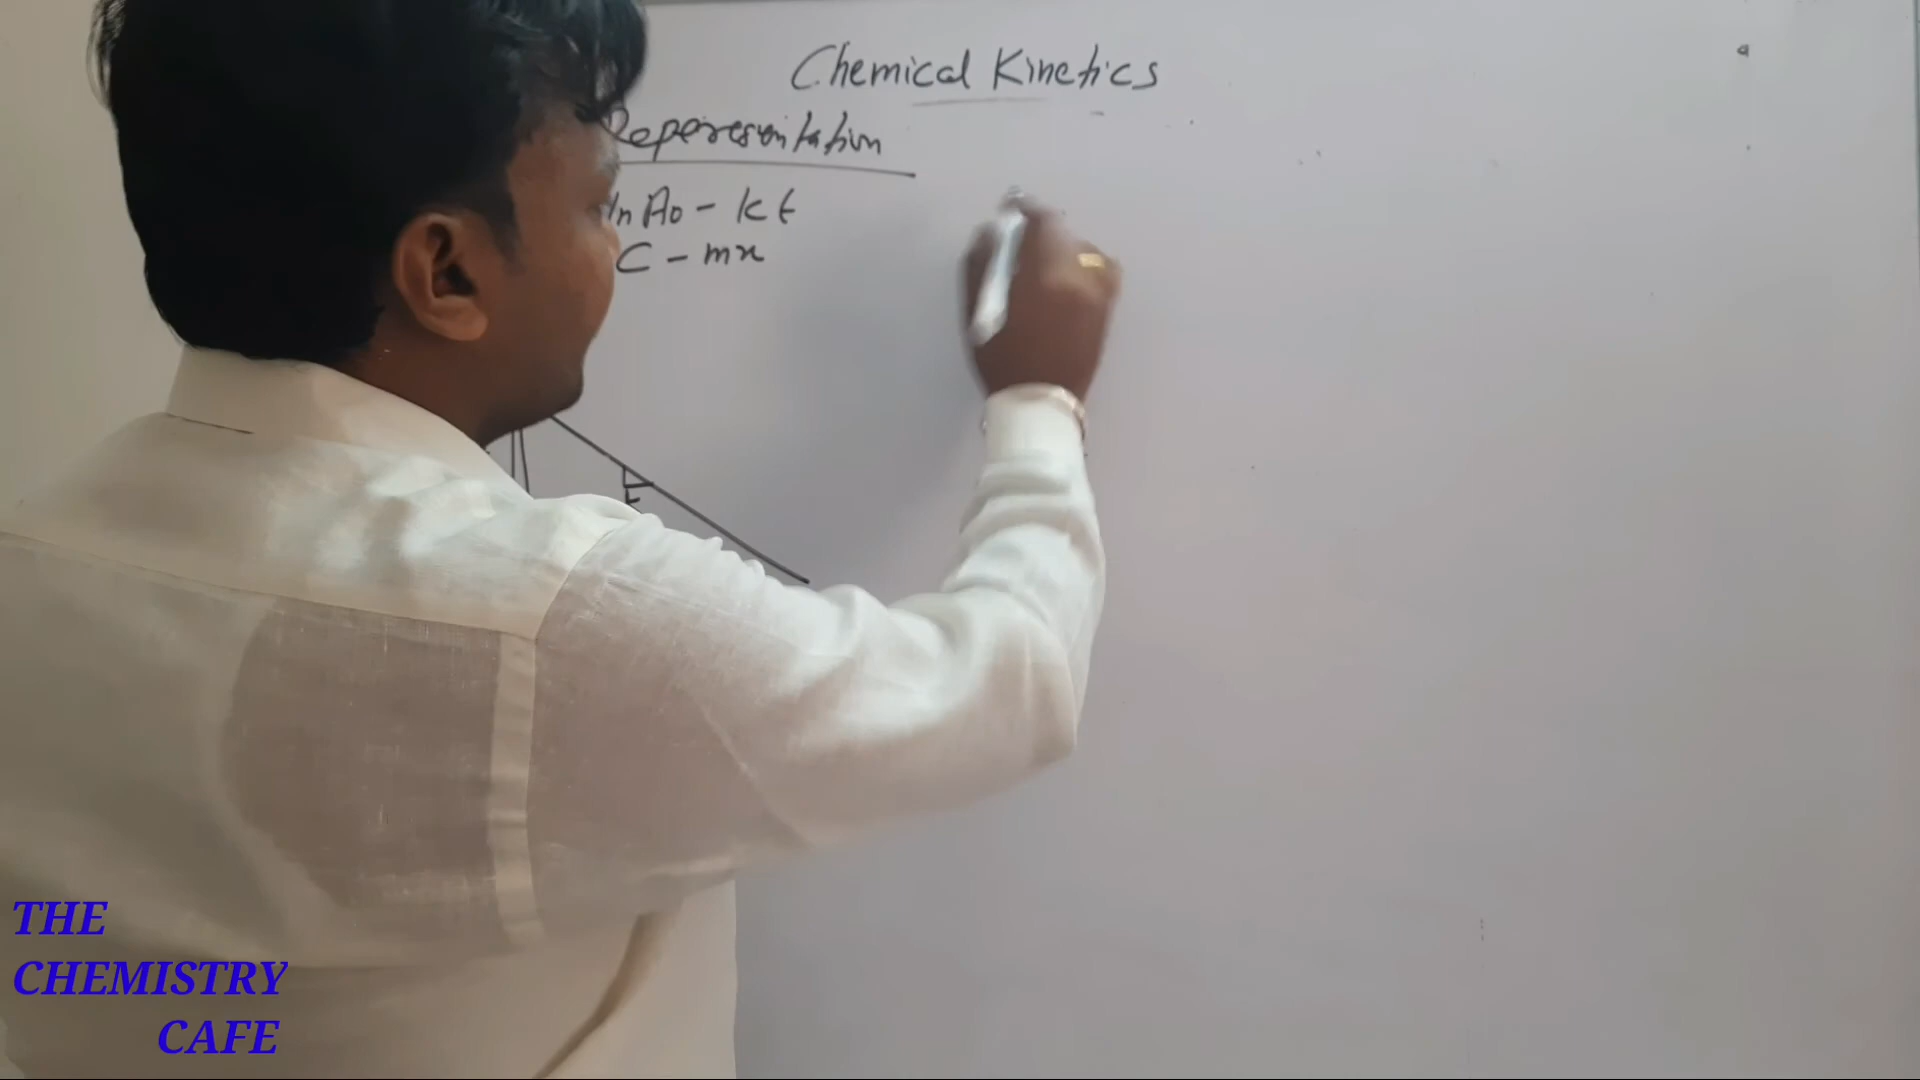 Chemical Kinetics
Reperesentation
ln A0 - kt
C - mx
THE
CHEMISTRY
CAFE